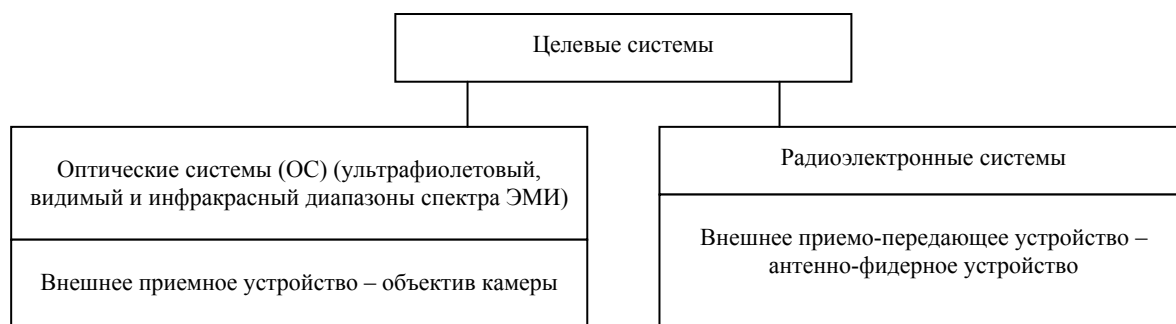 Целевые системы
Оптические системы (ОС) (ультрафиолетовый,
видимый и инфракрасный диапазоны спектра ЭМИ)
Внешнее приемное устройство – объектив камеры
Радиоэлектронные системы
Внешнее приемо-передающее устройство –
антенно-фидерное устройство